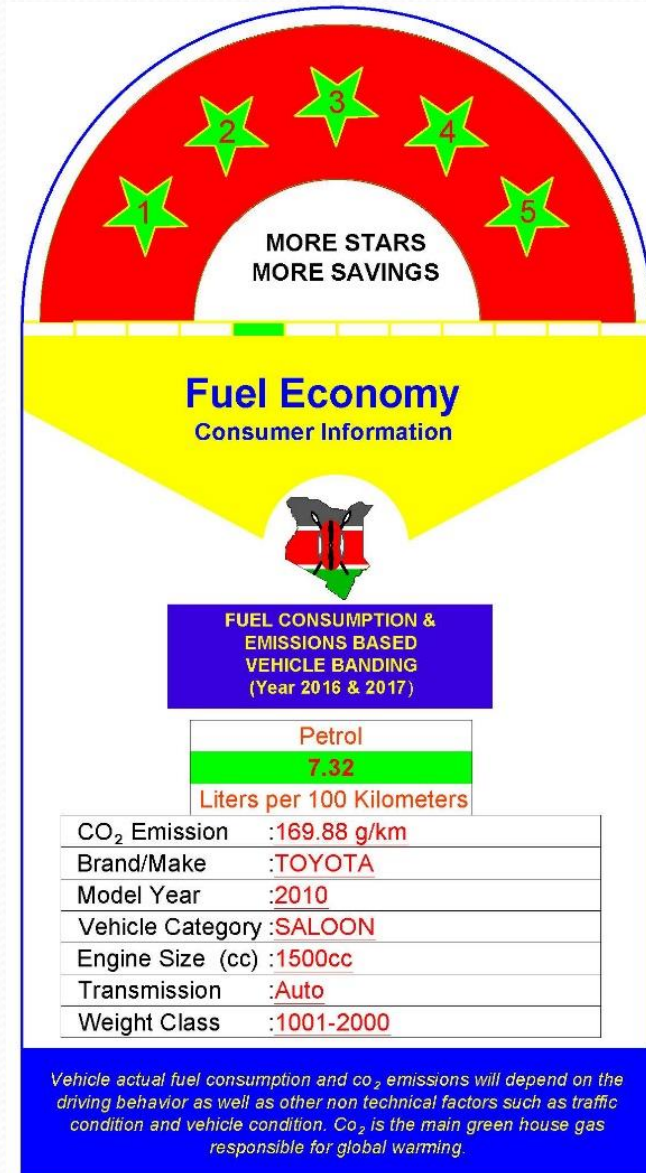 1
2
3
4
5
MORE STARS
MORE SAVINGS
Fuel Economy
Consumer Information
FUEL CONSUMPTION &
EMISSIONS BASED
VEHICLE BANDING
(Year 2016 & 2017)
Petrol
7.32
Liters per 100 Kilometers
CO₂ Emission :169.88 g/km
Brand/Make :TOYOTA
Model Year :2010
Vehicle Category :SALOON
Engine Size (cc) :1500cc
Transmission :Auto
Weight Class :1001-2000
Vehicle actual fuel consumption and co₂ emissions will depend on the
driving behavior as well as other non technical factors such as traffic
condition and vehicle condition. Co₂ is the main green house gas
responsible for global warming.